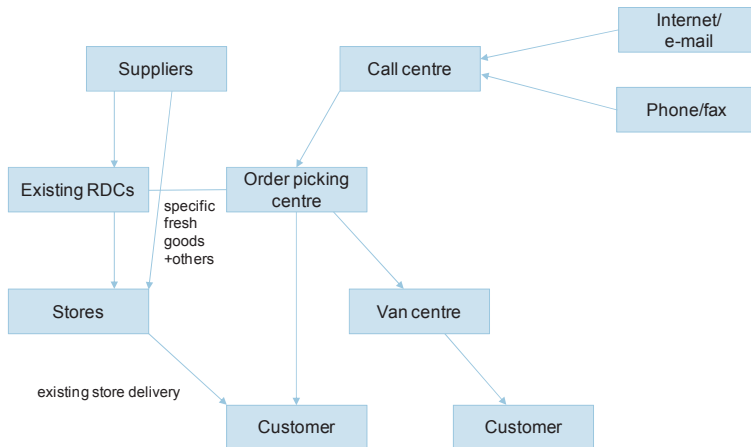 Internet/
e-mail
Suppliers
Call centre
Phone/fax
Existing RDCs
Order picking
centre
specific
fresh
goods
+others
Stores
Van centre
existing store delivery
Customer
Customer